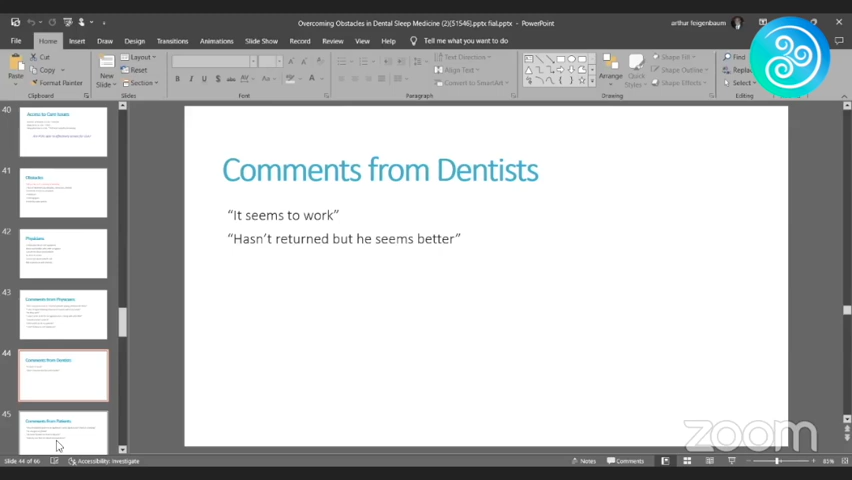 Overcoming Obstacles in Dental Sleep Medicine (2)[51546].pptx fial.pptx - PowerPoint
arthur feigenbaum
File Home Insert Draw Design Transitions Animations Slide Show Record Review View Help Tell me what you want to do
Paste
Cut
Copy
Format Painter
Clipboard
New Slide
Layout
Reset
Section
Slides
B I U S abc AV Aa
Font
Text Direction
Align Text
Convert to SmartArt
Paragraph
Arrange
Quick Styles
Shape Fill
Shape Outline
Shape Effects
Drawing
Find
Select
Editing
40
Access to Care Issues
41
Obstacles
42
Physicians
43
Comments from Physicians
44
Comments from Dentists
45
Comments from Patients
Comments from Dentists
“It seems to work”
“Hasn’t returned but he seems better”
zoom
Slide 44 of 66
Accessibility: Investigate
Notes
Comments
85%